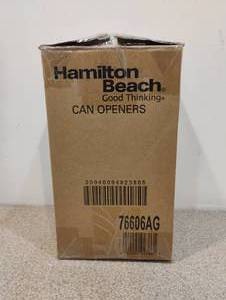 Hamilton
Beach®
Good Thinking®
CAN OPENERS
76606AG